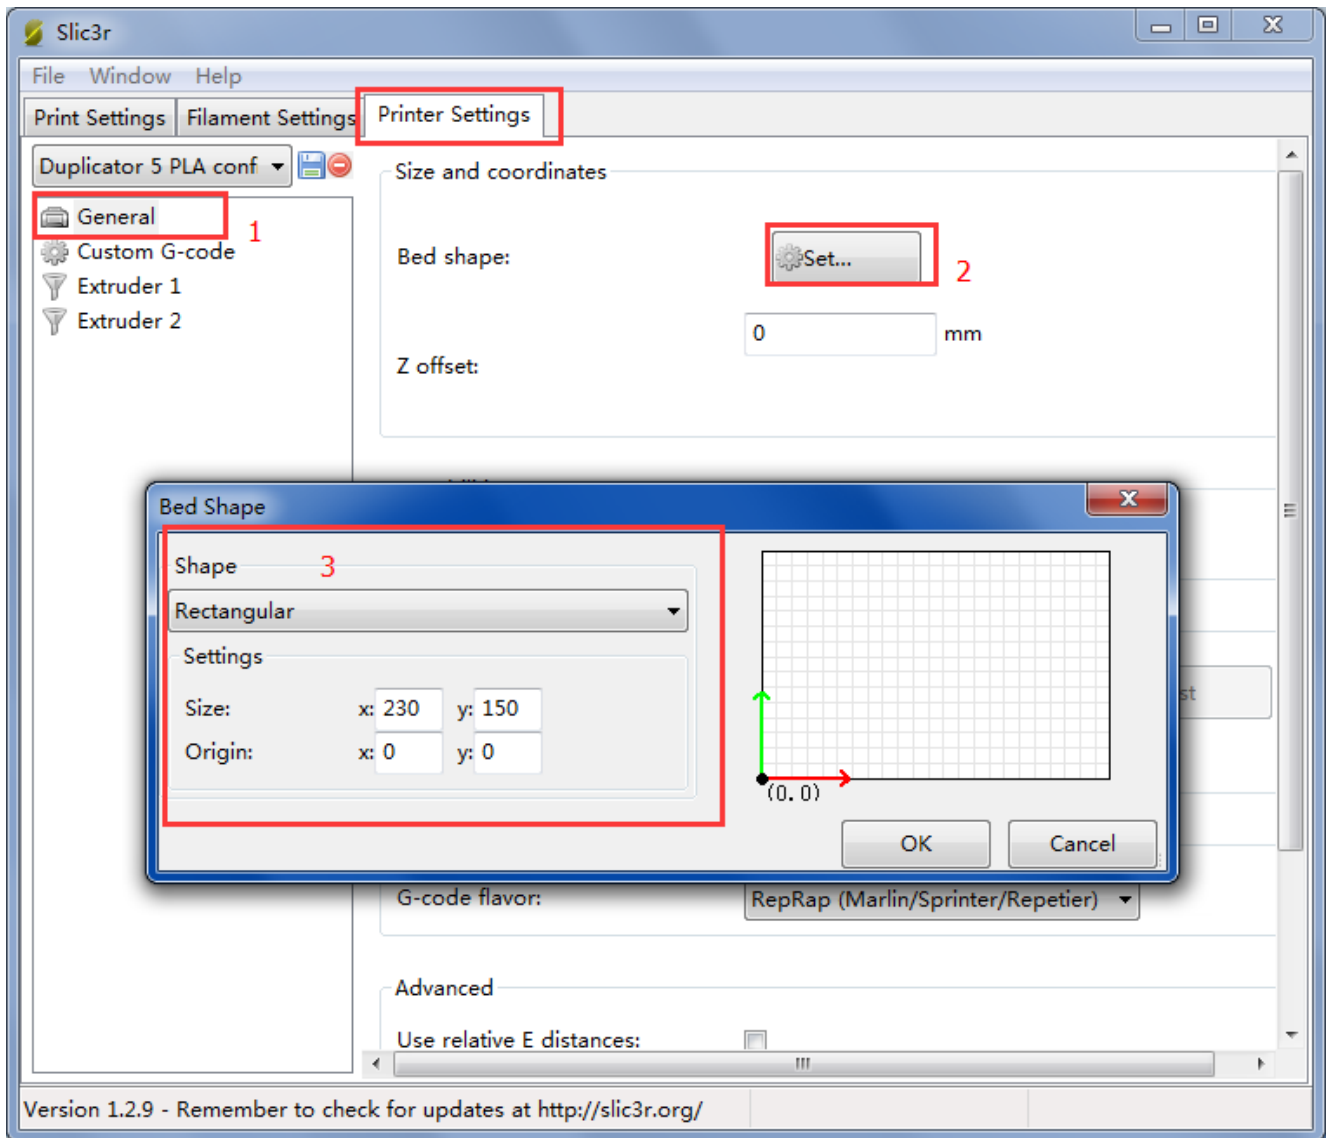 Slic3r
File Window Help
Print Settings Filament Settings Printer Settings
Duplicator 5 PLA conf
Size and coordinates
General
1
Custom G-code
Bed shape:
Set...
2
Extruder 1
Extruder 2
0 mm
Z offset:
Bed Shape
Shape
3
Rectangular
Settings
Size: x: 230 y: 150
Origin: x: 0 y: 0
(0.0)
OK Cancel
G-code flavor: RepRap (Marlin/Sprinter/Repetier)
Advanced
Use relative E distances:
Version 1.2.9 - Remember to check for updates at http://slic3r.org/